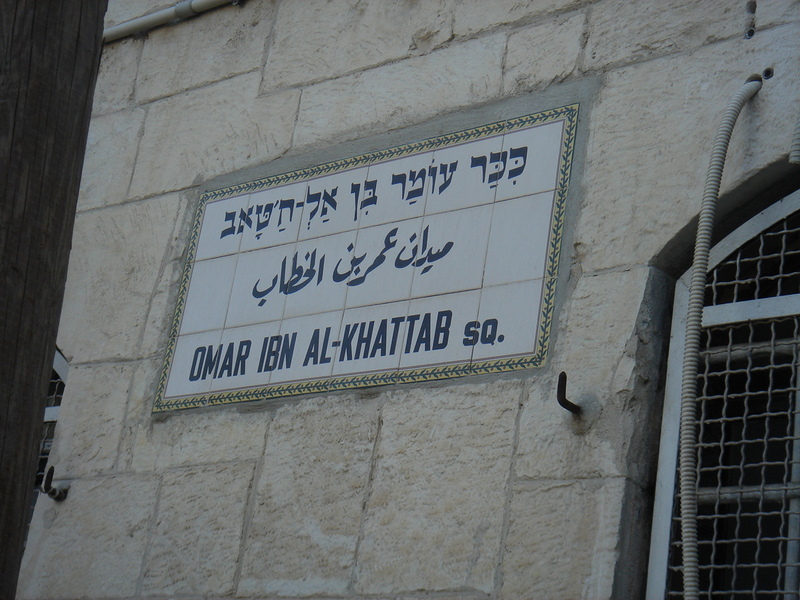 כִּכָּר עוֹמַר בִּן אַלְ-חַ'טָּאבּ
ميدان عمر بن الخطاب
OMAR IBN AL-KHATTAB SQ.